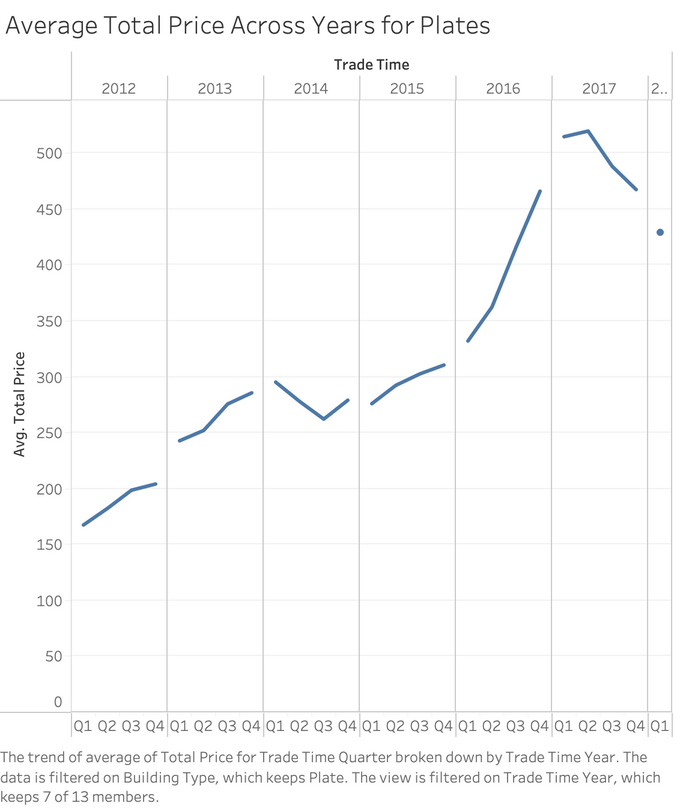 Average Total Price Across Years for Plates
Trade Time
2012 2013 2014 2015 2016 2017 2..
500
450
400
350
300
250
200
150
100
50
0
Avg. Total Price
Q1 Q2 Q3 Q4 Q1 Q2 Q3 Q4 Q1 Q2 Q3 Q4 Q1 Q2 Q3 Q4 Q1 Q2 Q3 Q4 Q1 Q2 Q3 Q4 Q1
The trend of average of Total Price for Trade Time Quarter broken down by Trade Time Year. The
data is filtered on Building Type, which keeps Plate. The view is filtered on Trade Time Year, which
keeps 7 of 13 members.